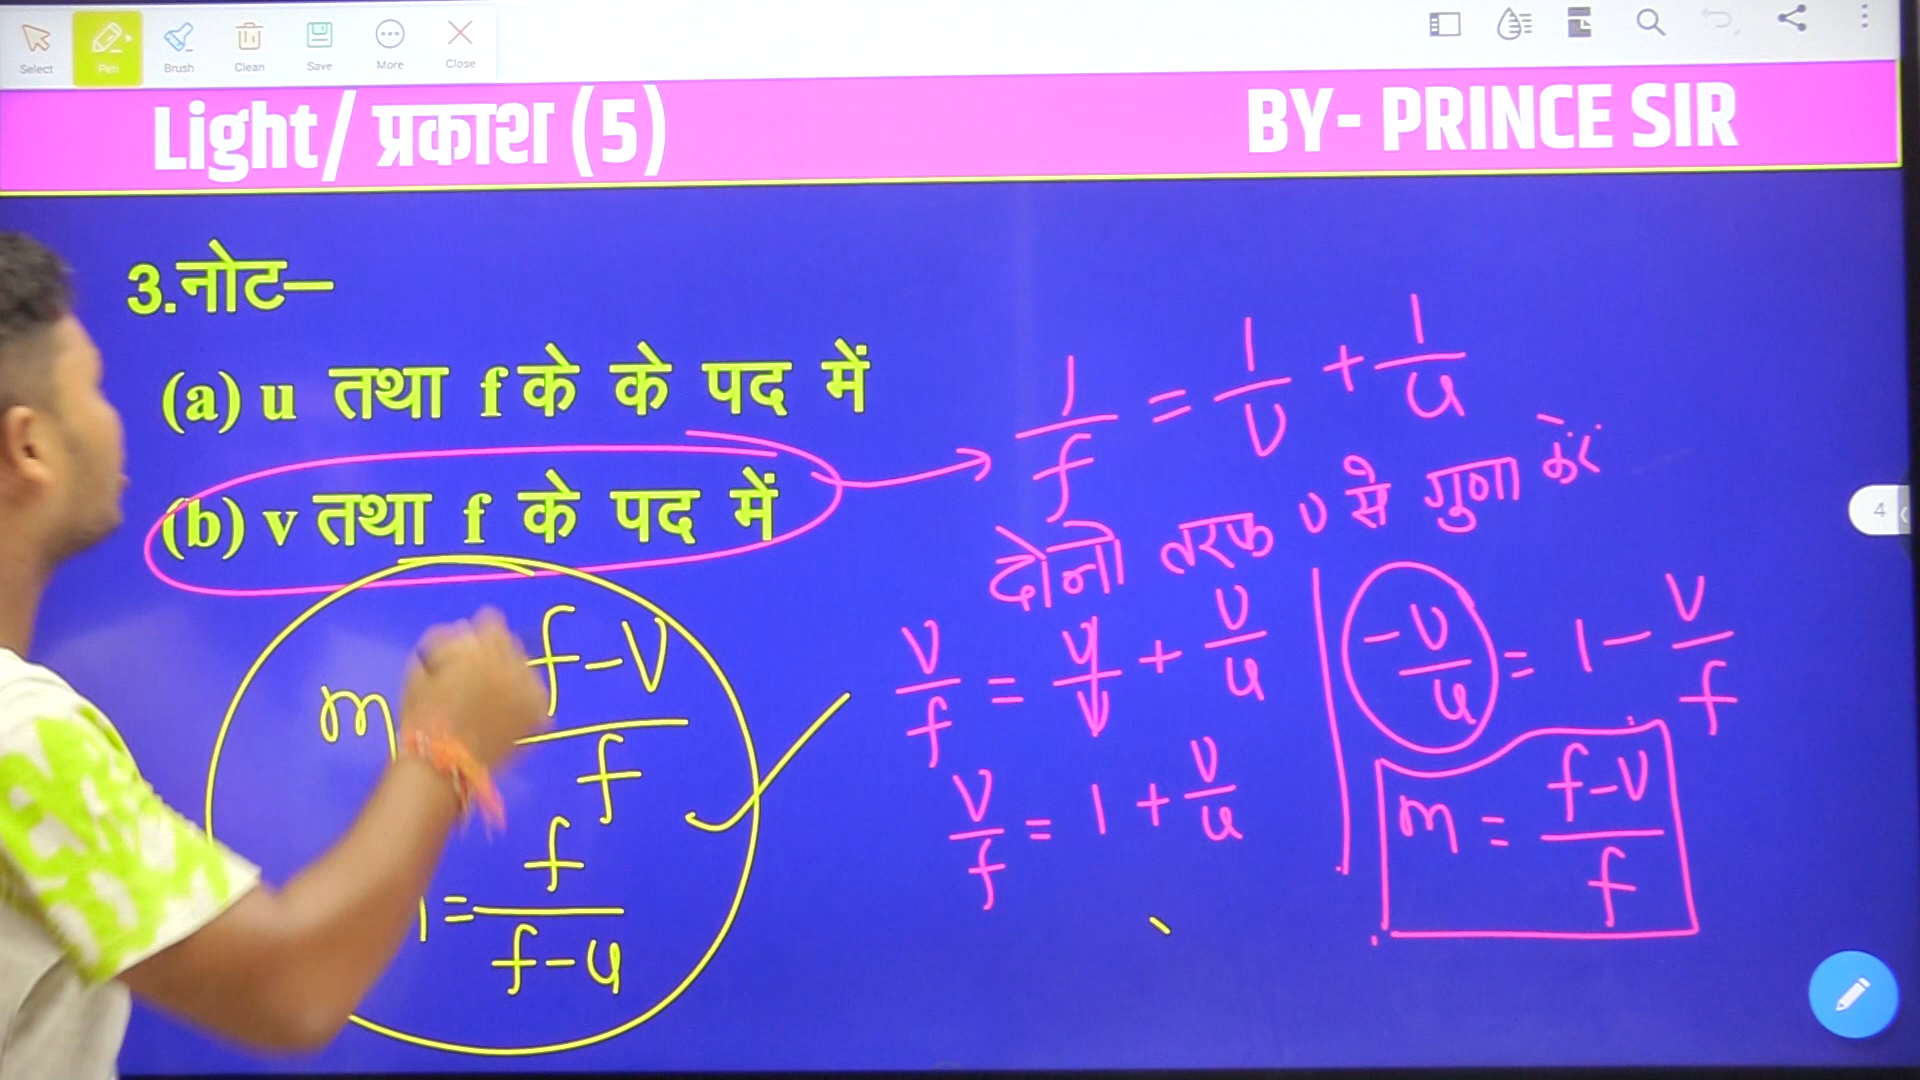 Select Pen Brush Clean Save More Close
Light/ प्रकाश (5) BY- PRINCE SIR
3.नोट–
(a) u तथा f के के पद में
(b) v तथा f के पद में
1/f = 1/v + 1/u
दोनो तरफ v से गुणा करें
v/f = v/v + v/u
v/f = 1 + v/u
-v/u = 1 - v/f
m = f-v/f
m f-v/f
= f/f-u
4